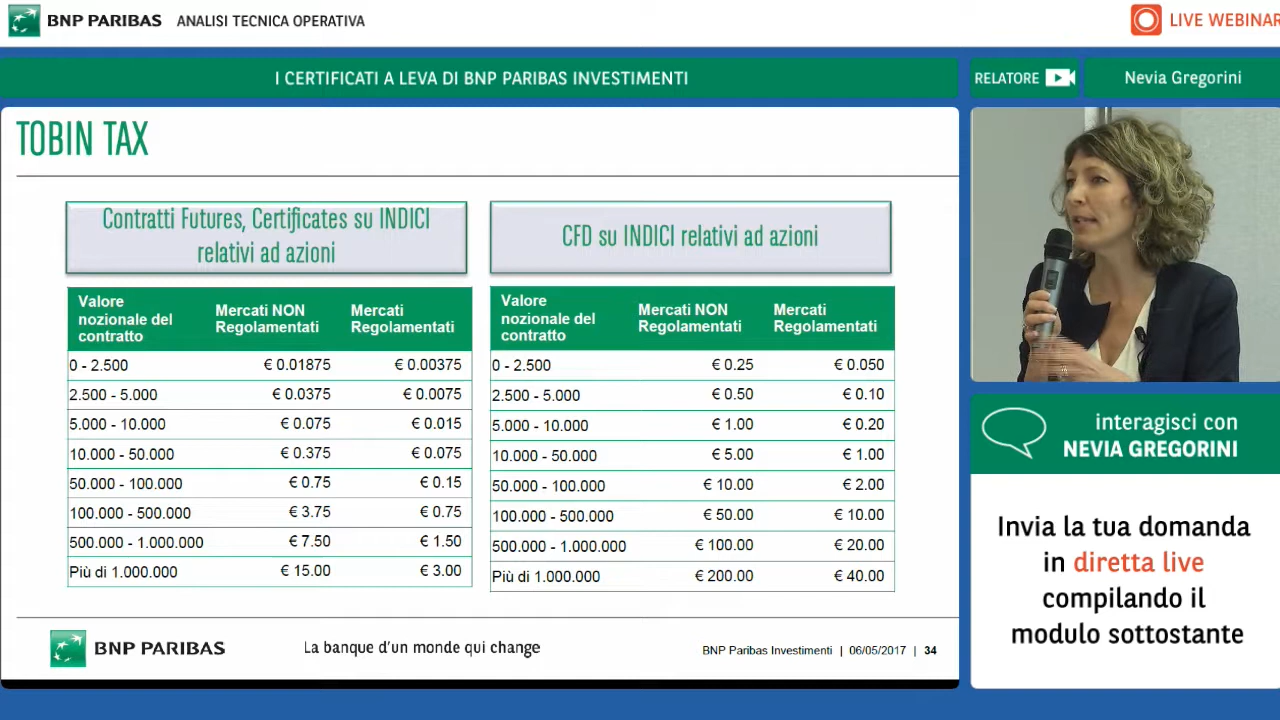 BNP PARIBAS ANALISI TECNICA OPERATIVA
LIVE WEBINAR
I CERTIFICATI A LEVA DI BNP PARIBAS INVESTIMENTI
RELATORE
Nevia Gregorini
TOBIN TAX
Contratti Futures, Certificates su INDICI
relativi ad azioni
Valore
nozionale del
contratto
Mercati NON
Regolamentati
Mercati
Regolamentati
0 - 2.500 € 0.01875 € 0.00375
2.500 - 5.000 € 0.0375 € 0.0075
5.000 - 10.000 € 0.075 € 0.015
10.000 - 50.000 € 0.375 € 0.075
50.000 - 100.000 € 0.75 € 0.15
100.000 - 500.000 € 3.75 € 0.75
500.000 - 1.000.000 € 7.50 € 1.50
Più di 1.000.000 € 15.00 € 3.00
CFD su INDICI relativi ad azioni
Valore
nozionale del
contratto
Mercati NON
Regolamentati
Mercati
Regolamentati
0 - 2.500 € 0.25 € 0.050
2.500 - 5.000 € 0.50 € 0.10
5.000 - 10.000 € 1.00 € 0.20
10.000 - 50.000 € 5.00 € 1.00
50.000 - 100.000 € 10.00 € 2.00
100.000 - 500.000 € 50.00 € 10.00
500.000 - 1.000.000 € 100.00 € 20.00
Più di 1.000.000 € 200.00 € 40.00
BNP PARIBAS
La banque d'un monde qui change
BNP Paribas Investimenti | 06/05/2017 | 34
interagisci con
NEVIA GREGORINI
Invia la tua domanda
in diretta live
compilando il
modulo sottostante